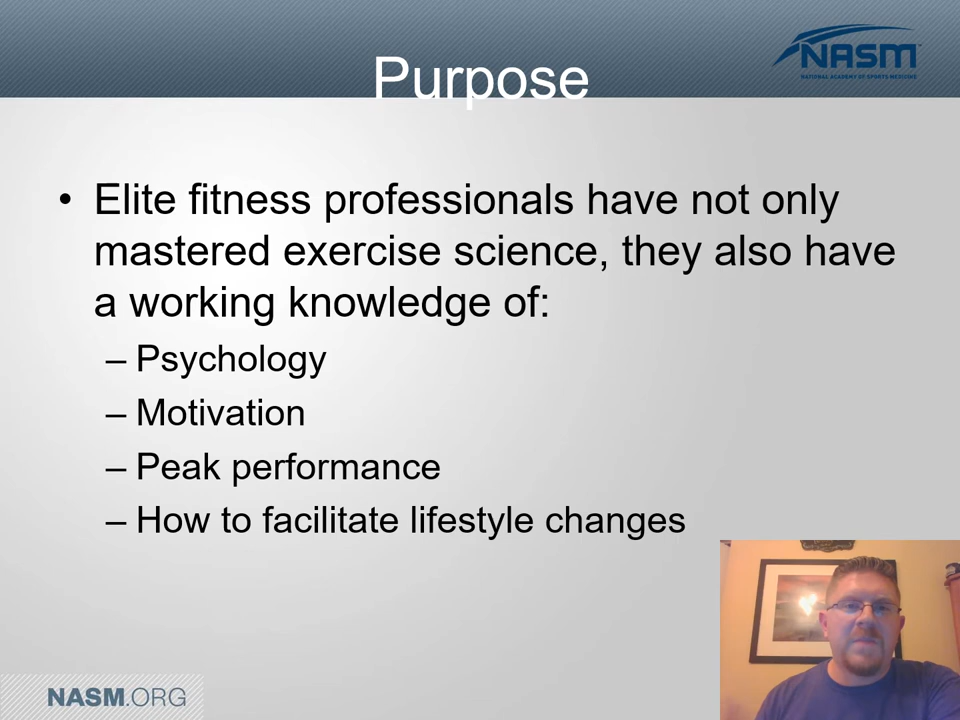 NASM
NATIONAL ACADEMY OF SPORTS MEDICINE
Purpose
• Elite fitness professionals have not only
mastered exercise science, they also have
a working knowledge of:
– Psychology
– Motivation
– Peak performance
– How to facilitate lifestyle changes
NASM.ORG